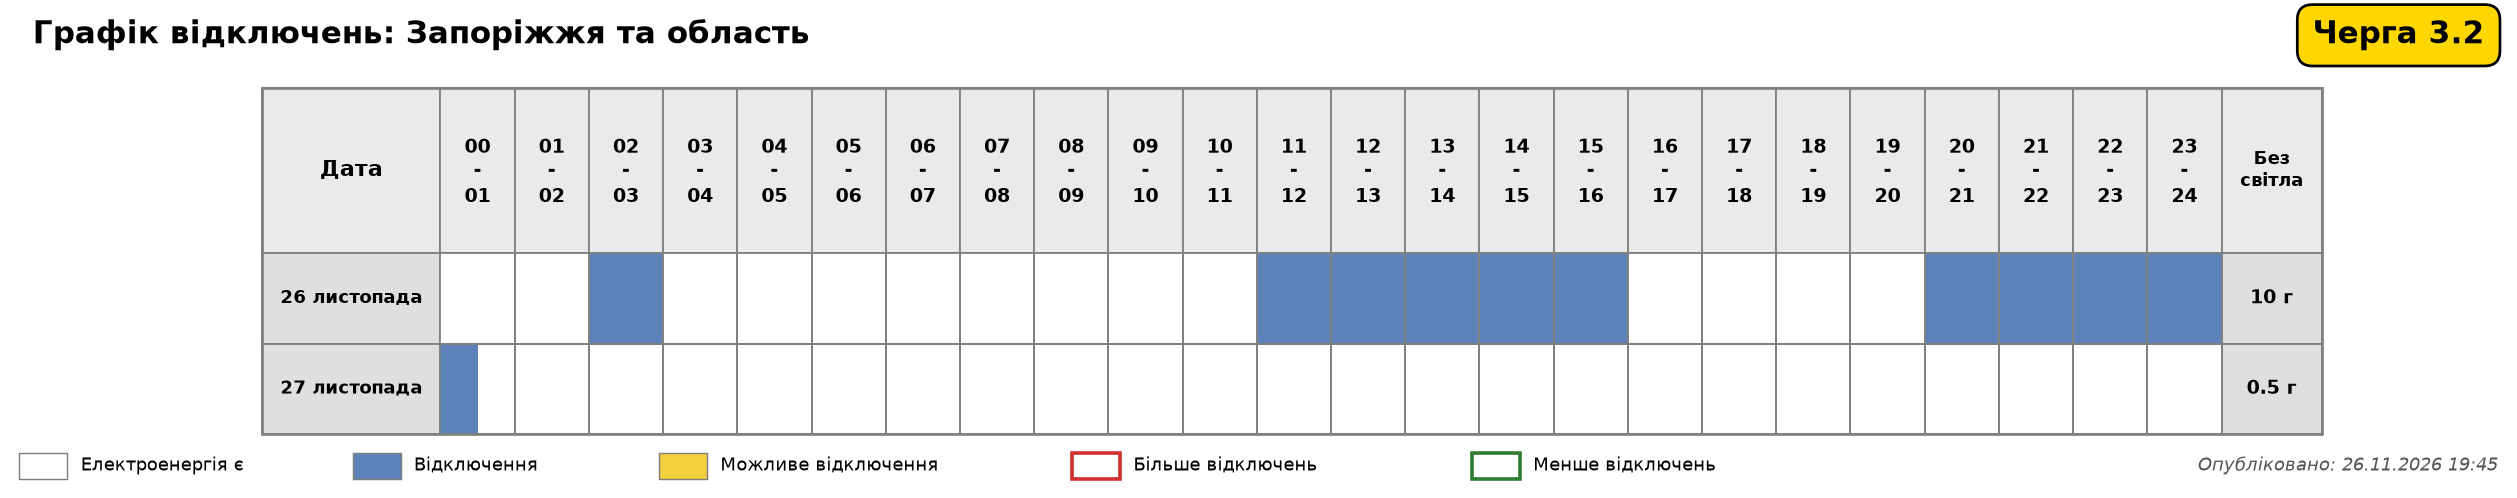 Графік відключень: Запоріжжя та область
Черга 3.2
Дата 00 - 01 01 - 02 02 - 03 03 - 04 04 - 05 05 - 06 06 - 07 07 - 08 08 - 09 09 - 10 10 - 11 11 - 12 12 - 13 13 - 14 14 - 15 15 - 16 16 - 17 17 - 18 18 - 19 19 - 20 20 - 21 21 - 22 22 - 23 23 - 24 Без світла
26 листопада 10 г
27 листопада 0.5 г
Електроенергія є Відключення Можливе відключення Більше відключень Менше відключень Опубліковано: 26.11.2026 19:45